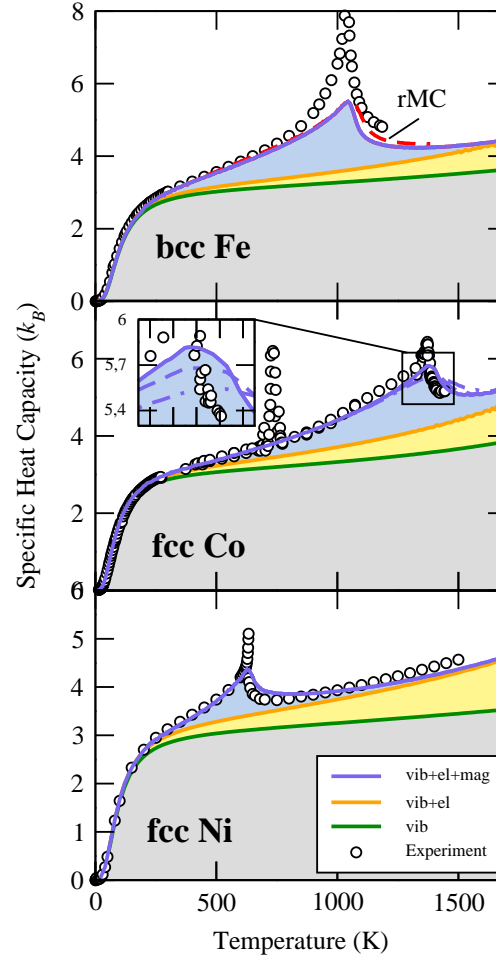 8
6
4
2
0
rMC
bcc Fe
Specific Heat Capacity (k_B)
6
5.7
5.4
6
4
2
0
fcc Co
6
5
4
3
2
1
0
fcc Ni
vib+el+mag
vib+el
vib
Experiment
0 500 1000 1500
Temperature (K)